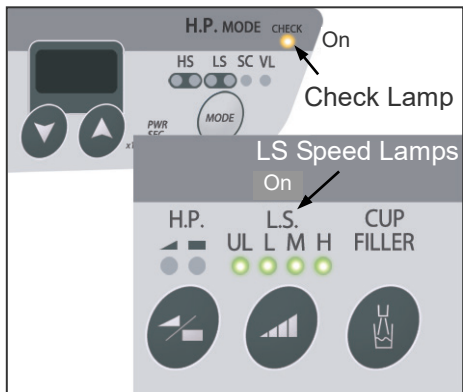 H.P. MODE CHECK
On
HS LS SC VL
Check Lamp
MODE
PWR
SEC
LS Speed Lamps
On
H.P. L.S. CUP
UL L M H FILLER